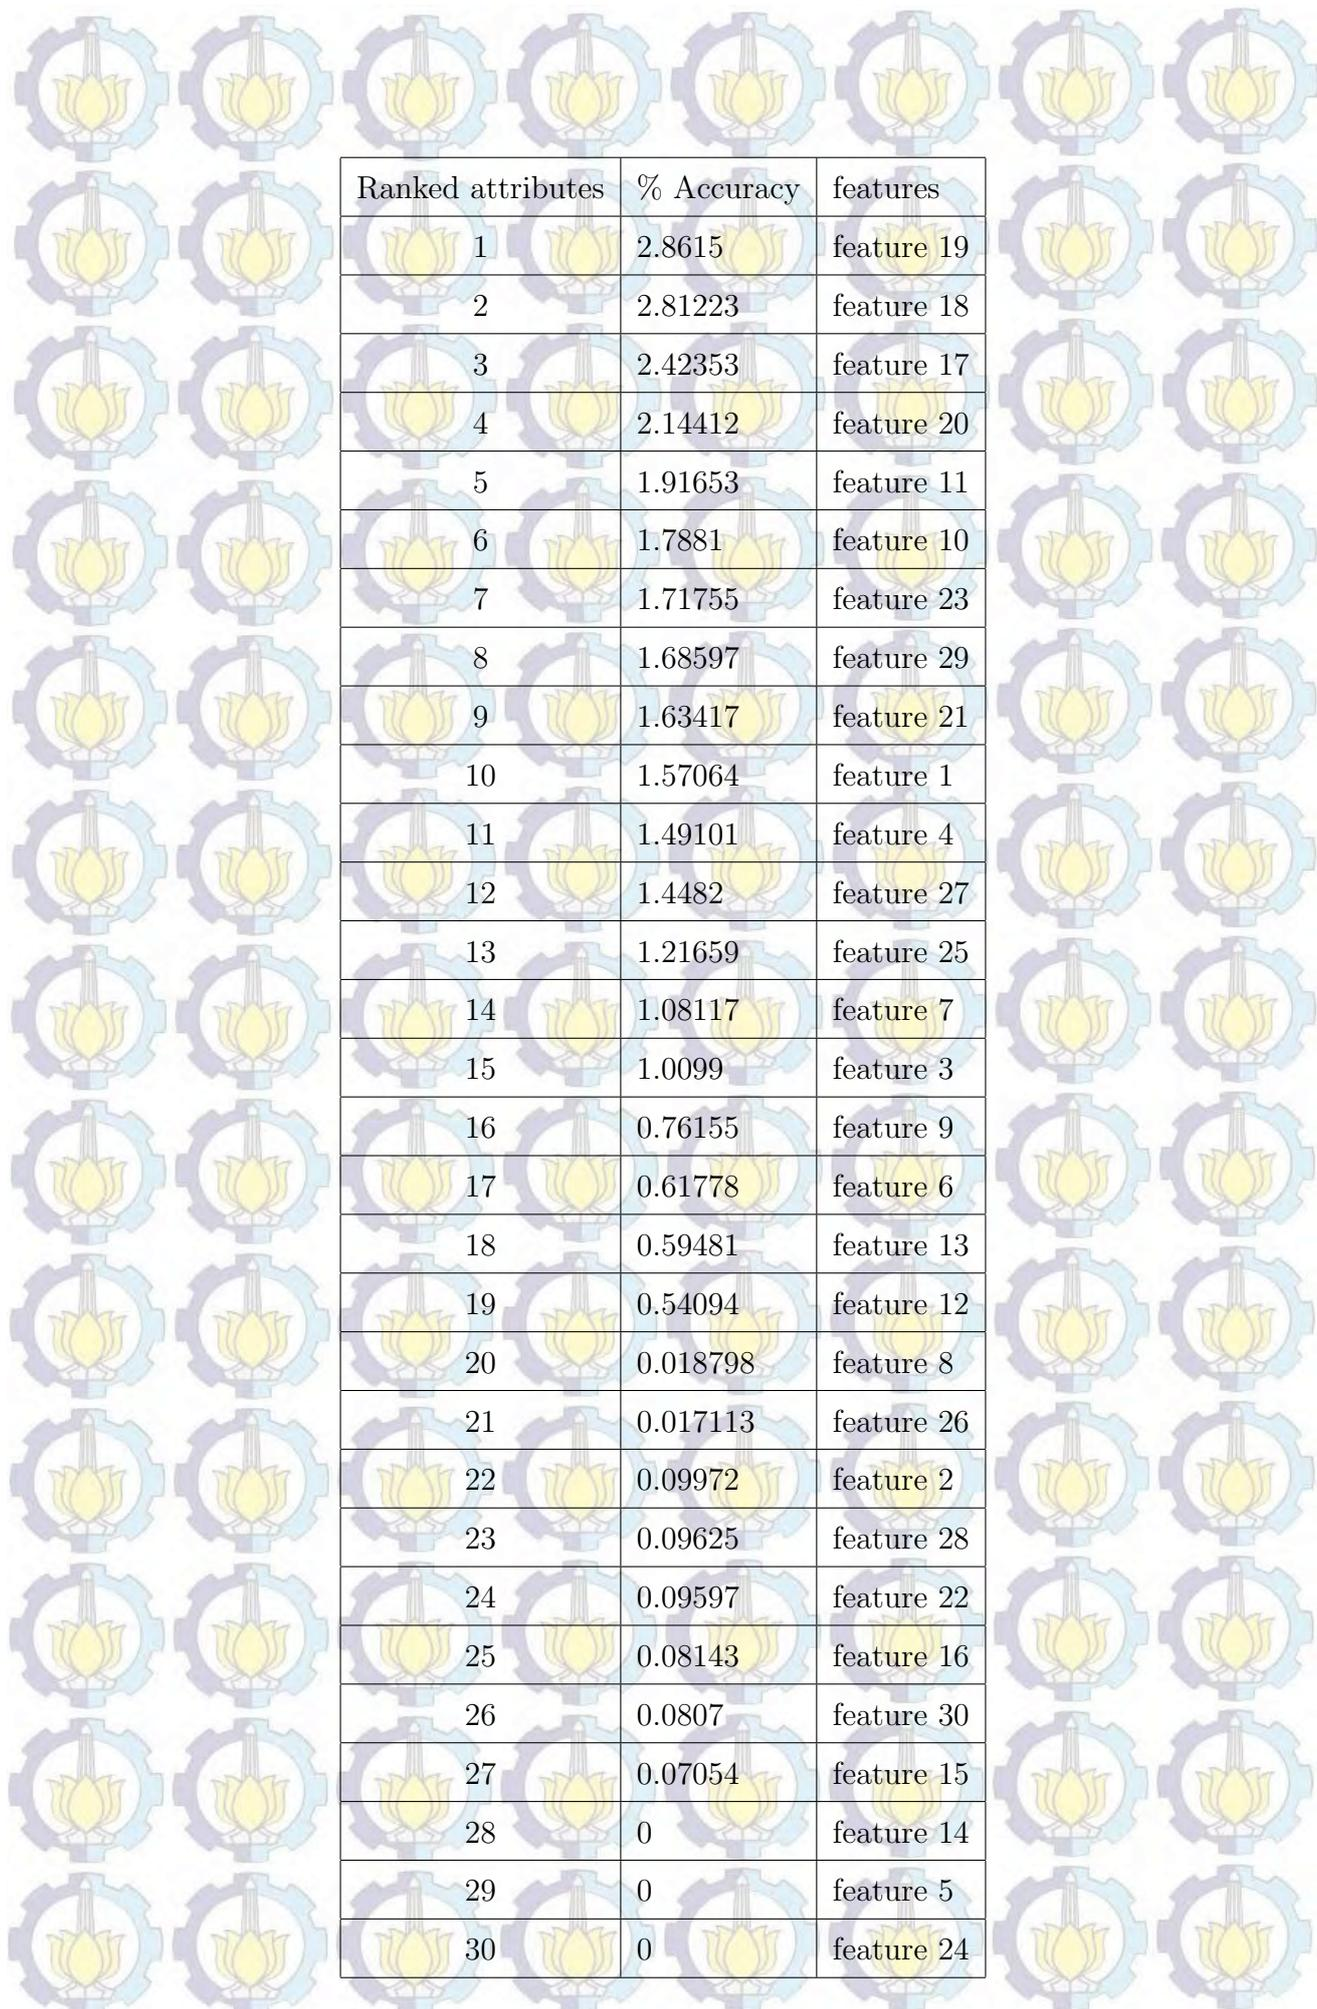 Ranked attributes % Accuracy features
1 2.8615 feature 19
2 2.81223 feature 18
3 2.42353 feature 17
4 2.14412 feature 20
5 1.91653 feature 11
6 1.7881 feature 10
7 1.71755 feature 23
8 1.68597 feature 29
9 1.63417 feature 21
10 1.57064 feature 1
11 1.49101 feature 4
12 1.4482 feature 27
13 1.21659 feature 25
14 1.08117 feature 7
15 1.0099 feature 3
16 0.76155 feature 9
17 0.61778 feature 6
18 0.59481 feature 13
19 0.54094 feature 12
20 0.018798 feature 8
21 0.017113 feature 26
22 0.09972 feature 2
23 0.09625 feature 28
24 0.09597 feature 22
25 0.08143 feature 16
26 0.0807 feature 30
27 0.07054 feature 15
28 0 feature 14
29 0 feature 5
30 0 feature 24